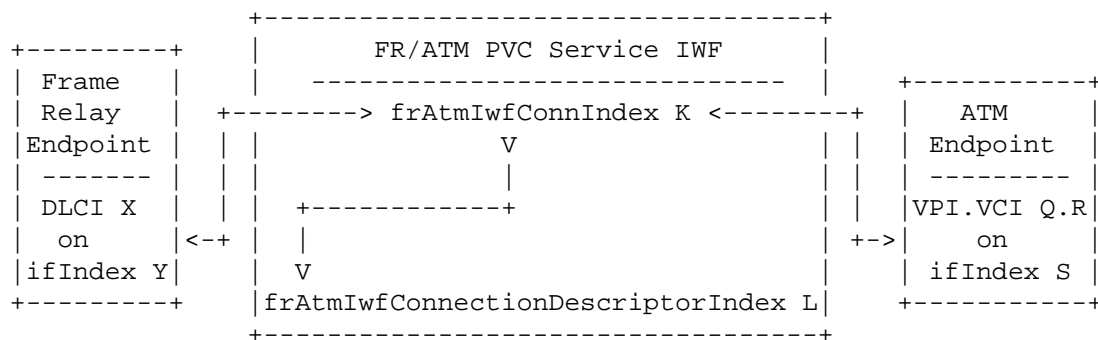 +-----------------------------------+
+---------+    |       FR/ATM PVC Service IWF      |
|  Frame  |    |   -----------------------------   |    +-----------+
|  Relay  |  +--------> frAtmIwfConnIndex K <--------+  |    ATM    |
|Endpoint |  | |               V                   | |  | Endpoint  |
| ------- |  | |               |                   | |  | --------- |
|  DLCI X |  | |  +------------+                   | |  |VPI.VCI Q.R|
|   on    |<-+ |  |                                | +->|    on     |
|ifIndex Y|    |  V                                |    | ifIndex S |
+---------+    |frAtmIwfConnectionDescriptorIndex L|    +-----------+
               +-----------------------------------+